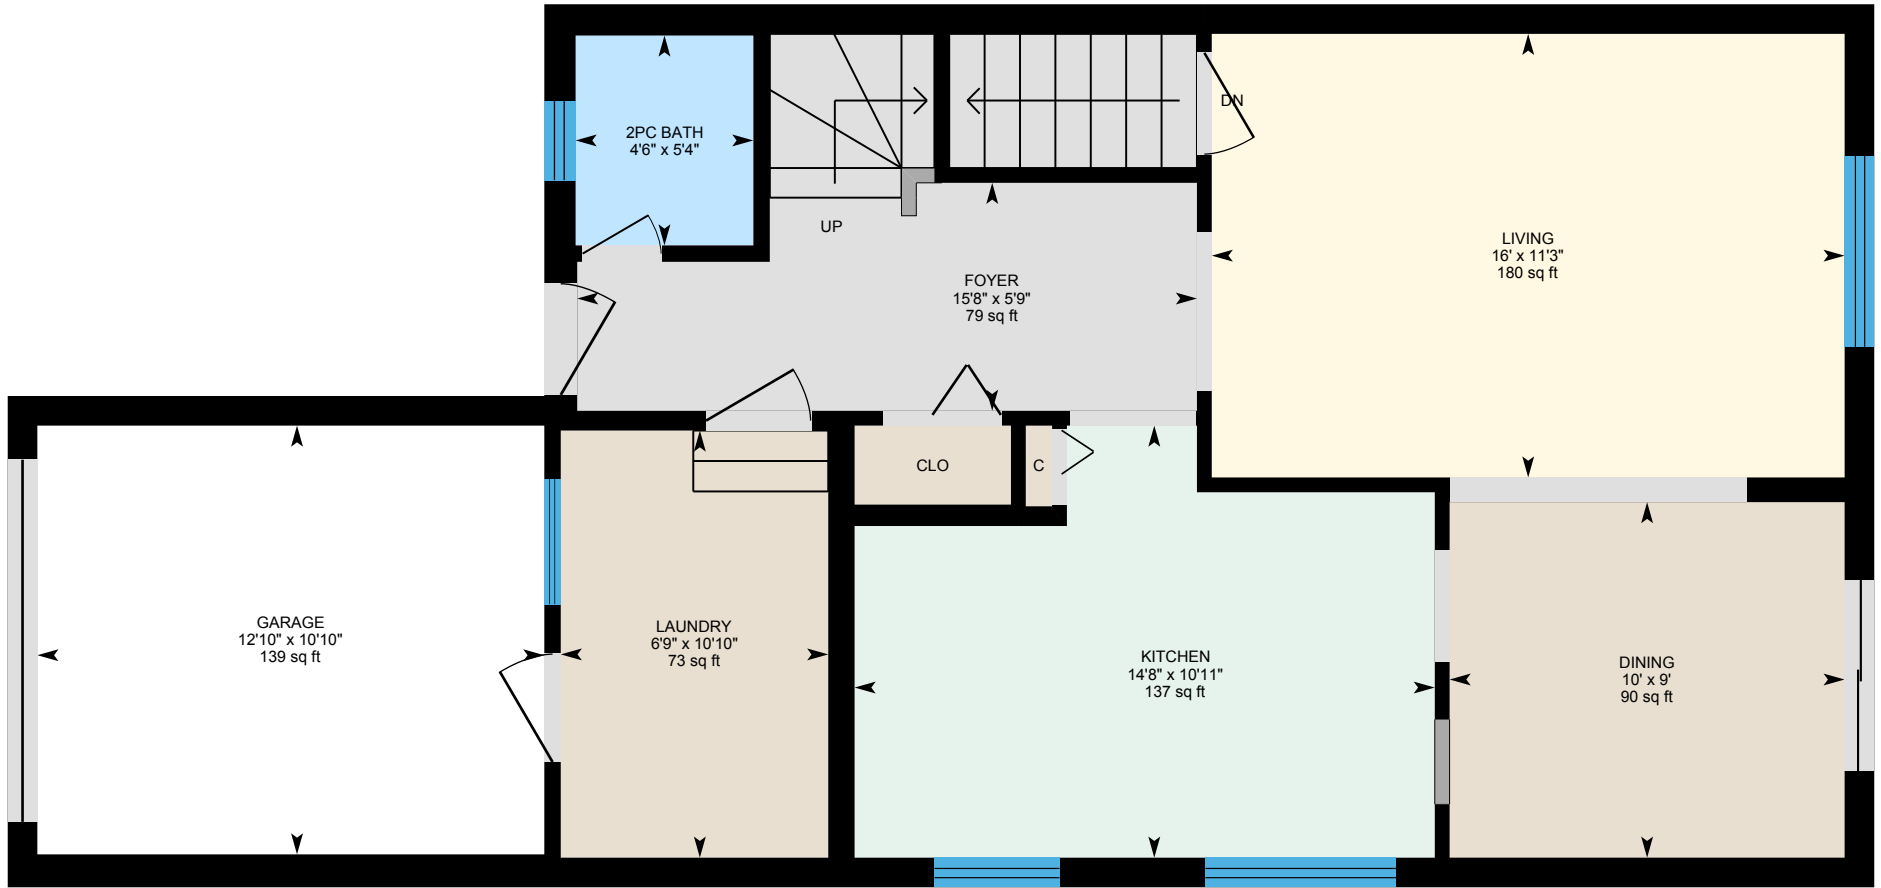 2PC BATH
4'6" x 5'4"
UP
DN
FOYER
15'8" x 5'9"
79 sq ft
LIVING
16' x 11'3"
180 sq ft
CLO
C
GARAGE
12'10" x 10'10"
139 sq ft
LAUNDRY
6'9" x 10'10"
73 sq ft
KITCHEN
14'8" x 10'11"
137 sq ft
DINING
10' x 9'
90 sq ft